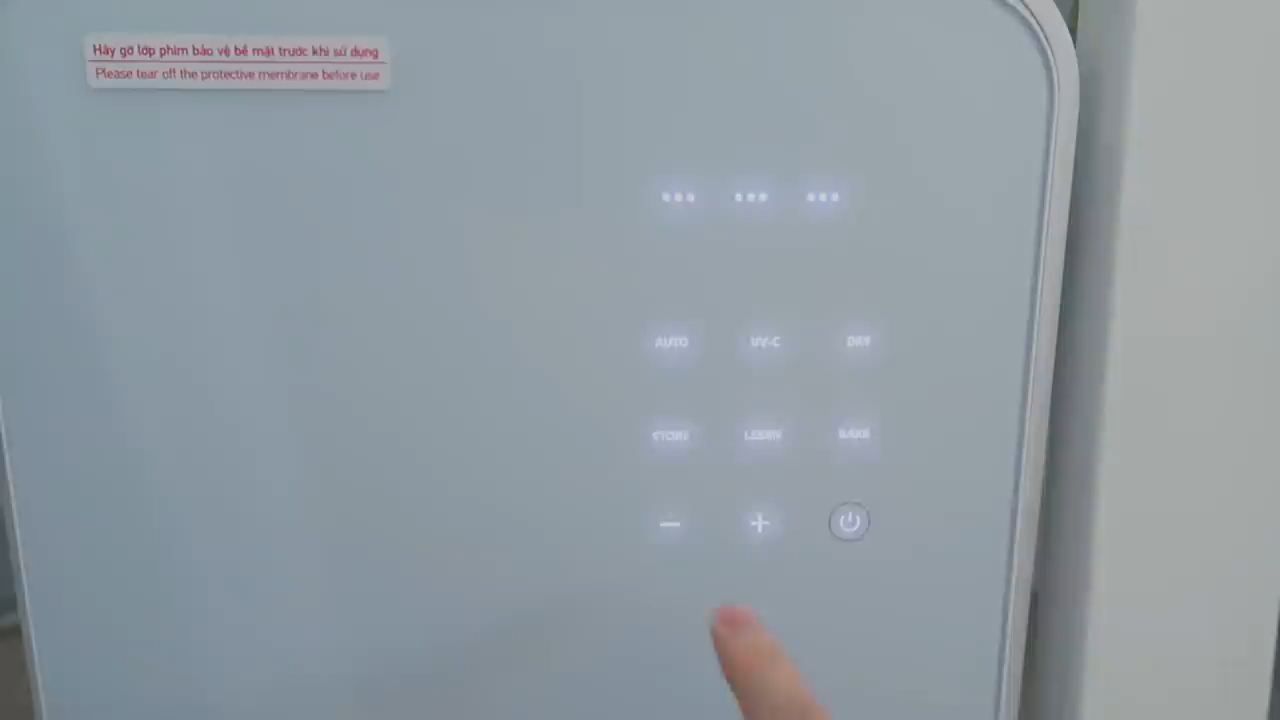 Hãy gỡ lớp phim bảo vệ bề mặt trước khi sử dụng
Please tear off the protective membrane before use
AUTO UV-C DRY
STORE
− +